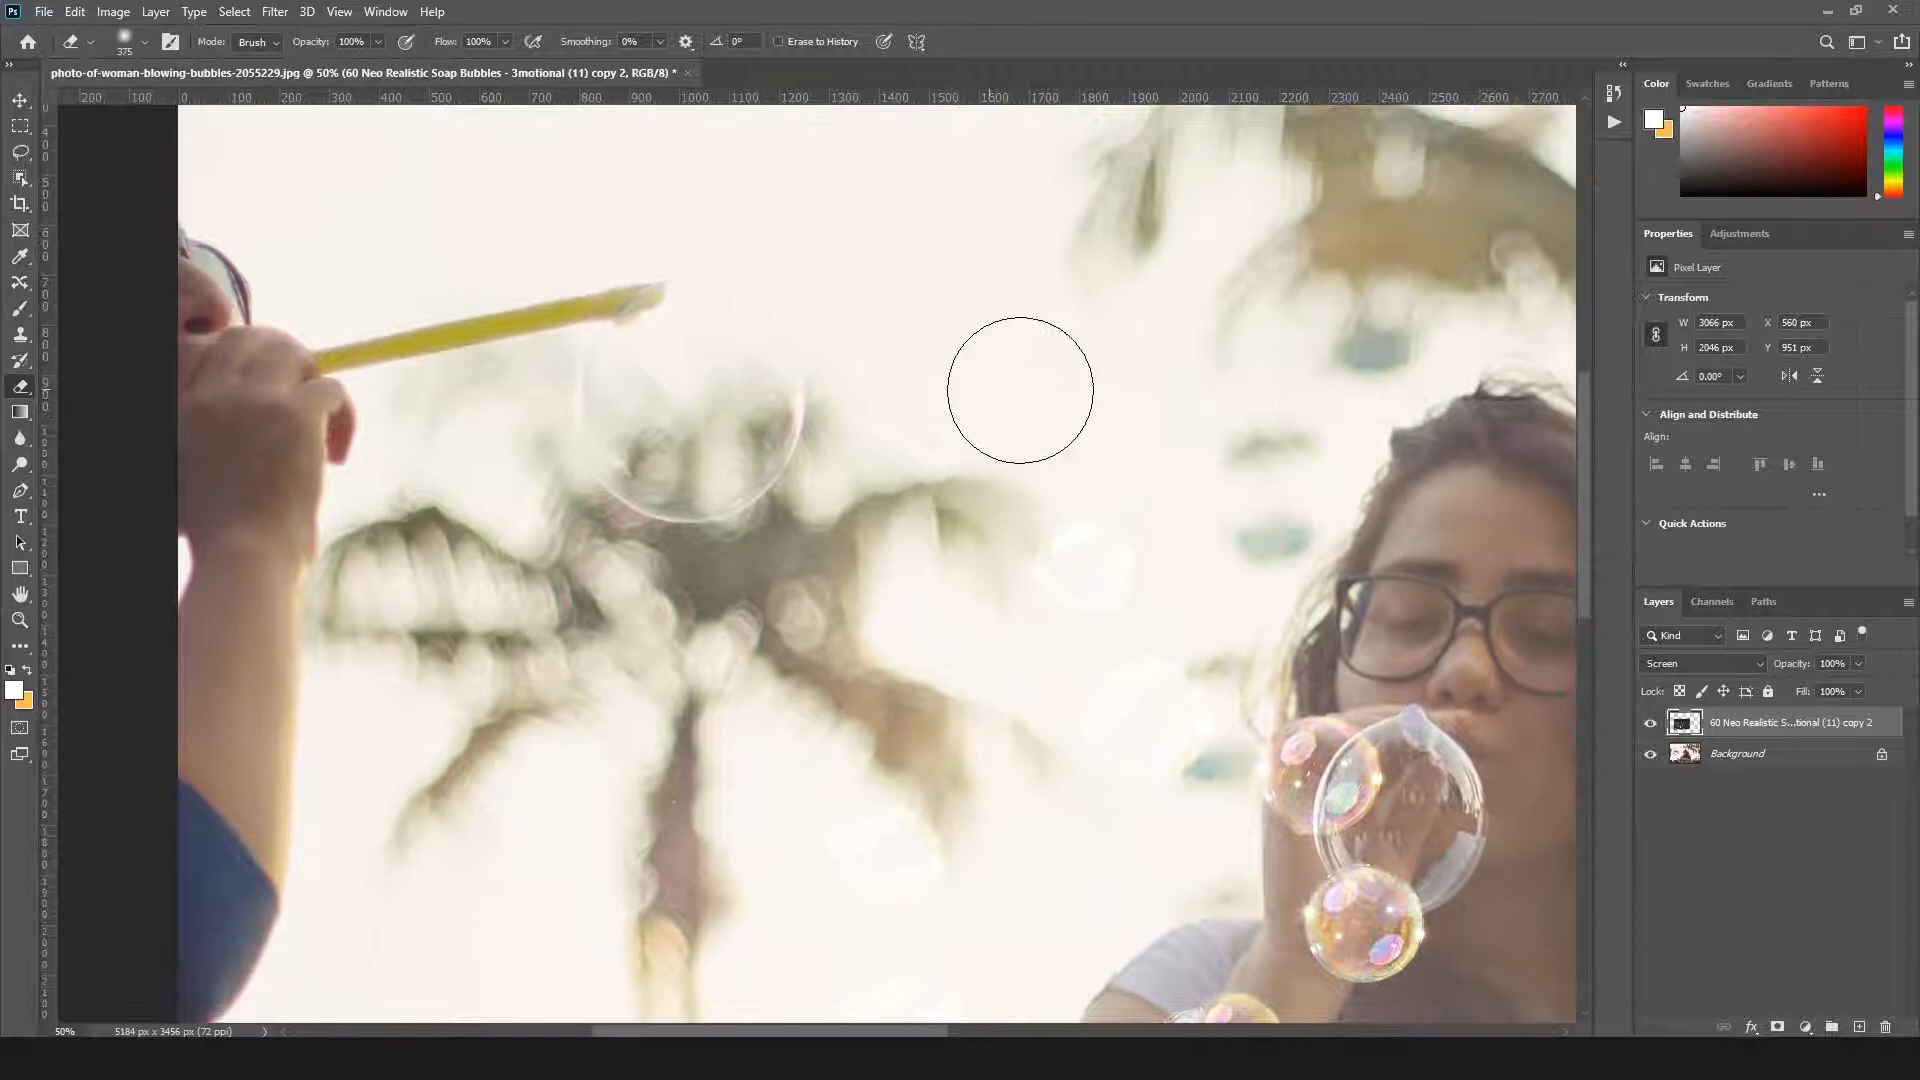 Ps File Edit Image Layer Type Select Filter 3D View Window Help
375 Mode: Brush Opacity: 100% Flow: 100% Smoothing: 0% 0° Erase to History
photo-of-woman-blowing-bubbles-2055229.jpg @ 50% (60 Neo Realistic Soap Bubbles - 3motional (11) copy 2, RGB/8) *
200 100 0 100 200 300 400 500 600 700 800 900 1000 1100 1200 1300 1400 1500 1600 1700 1800 1900 2000 2100 2200 2300 2400 2500 2600 2700
Color Swatches Gradients Patterns
Properties Adjustments
Pixel Layer
Transform
W 3066 px X 560 px
H 2046 px Y 951 px
0.00°
Align and Distribute
Align:
Quick Actions
Layers Channels Paths
Kind
Screen Opacity: 100%
Lock: Fill: 100%
60 Neo Realistic S...tional (11) copy 2
Background
50% 5184 px x 3456 px (72 ppi)